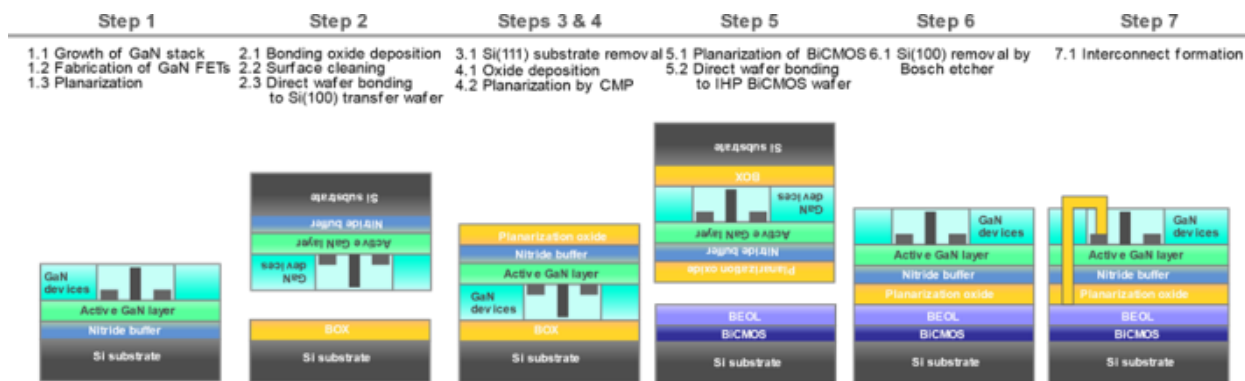 Step 1
Step 2
Steps 3 & 4
Step 5
Step 6
Step 7
1.1 Growth of GaN stack
1.2 Fabrication of GaN FETs
1.3 Planarization
2.1 Bonding oxide deposition
2.2 Surface cleaning
2.3 Direct wafer bonding
to Si(100) transfer wafer
3.1 Si(111) substrate removal
4.1 Oxide deposition
4.2 Planarization by CMP
5.1 Planarization of BiCMOS
5.2 Direct wafer bonding
to IHP BiCMOS wafer
6.1 Si(100) removal by
Bosch etcher
7.1 Interconnect formation
GaN
devices
Active GaN layer
Nitride buffer
Si substrate
Si substrate
Nitride buffer
Active GaN layer
GaN
devices
BOX
Si substrate
Planarization oxide
Nitride buffer
Active GaN layer
GaN
devices
BOX
Si substrate
Si substrate
BOX
GaN
devices
Active GaN layer
Nitride buffer
Planarization oxide
BEOL
BiCMOS
Si substrate
GaN
devices
Active GaN layer
Nitride buffer
Planarization oxide
BEOL
BiCMOS
Si substrate
GaN
devices
Active GaN layer
Nitride buffer
Planarization oxide
BEOL
BiCMOS
Si substrate